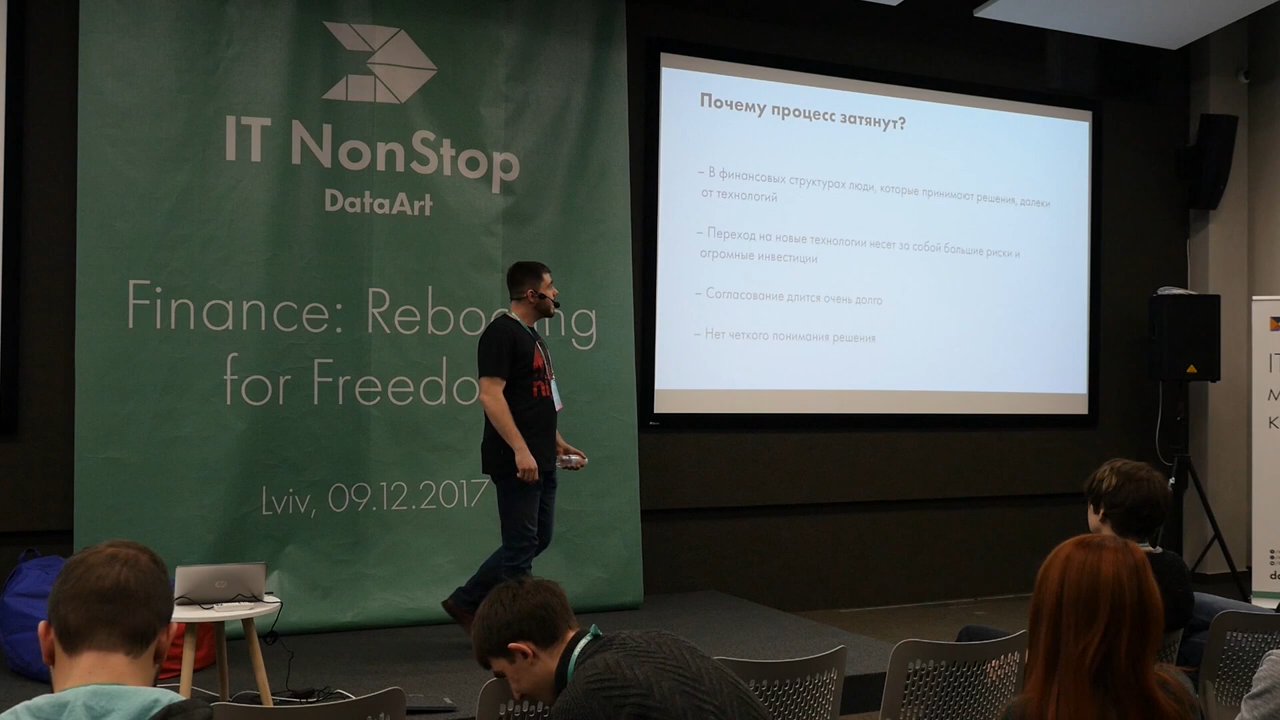 IT NonStop
DataArt
Finance:
for
Lviv, 09.12.2017
Почему процесс затянут?
– В финансовых структурах люди, которые принимают решения, далеки
от технологий
– Переход на новые технологии несет за собой большие риски и
огромные инвестиции
– Согласование длится очень долго
– Нет четкого понимания решения